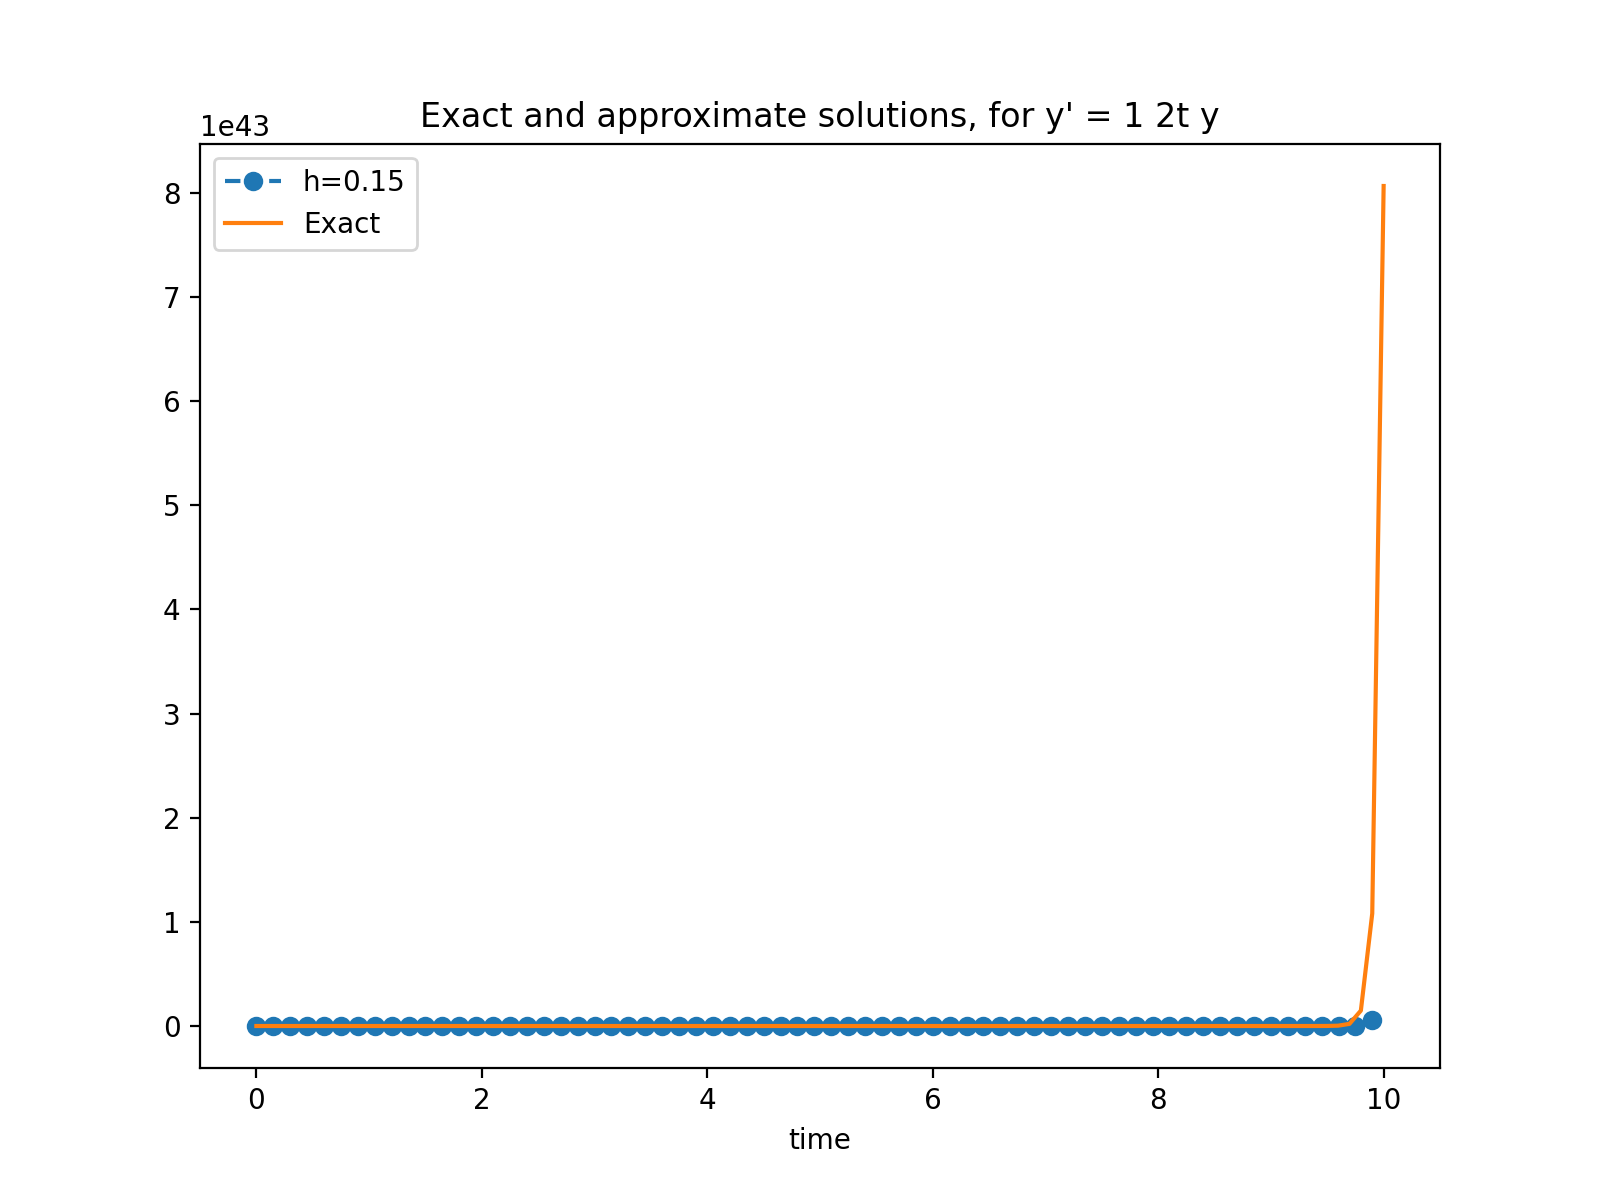 Exact and approximate solutions, for y' = 1 2t y
1e43
h=0.15
Exact
8
7
6
5
4
3
2
1
0
0 2 4 6 8 10
time